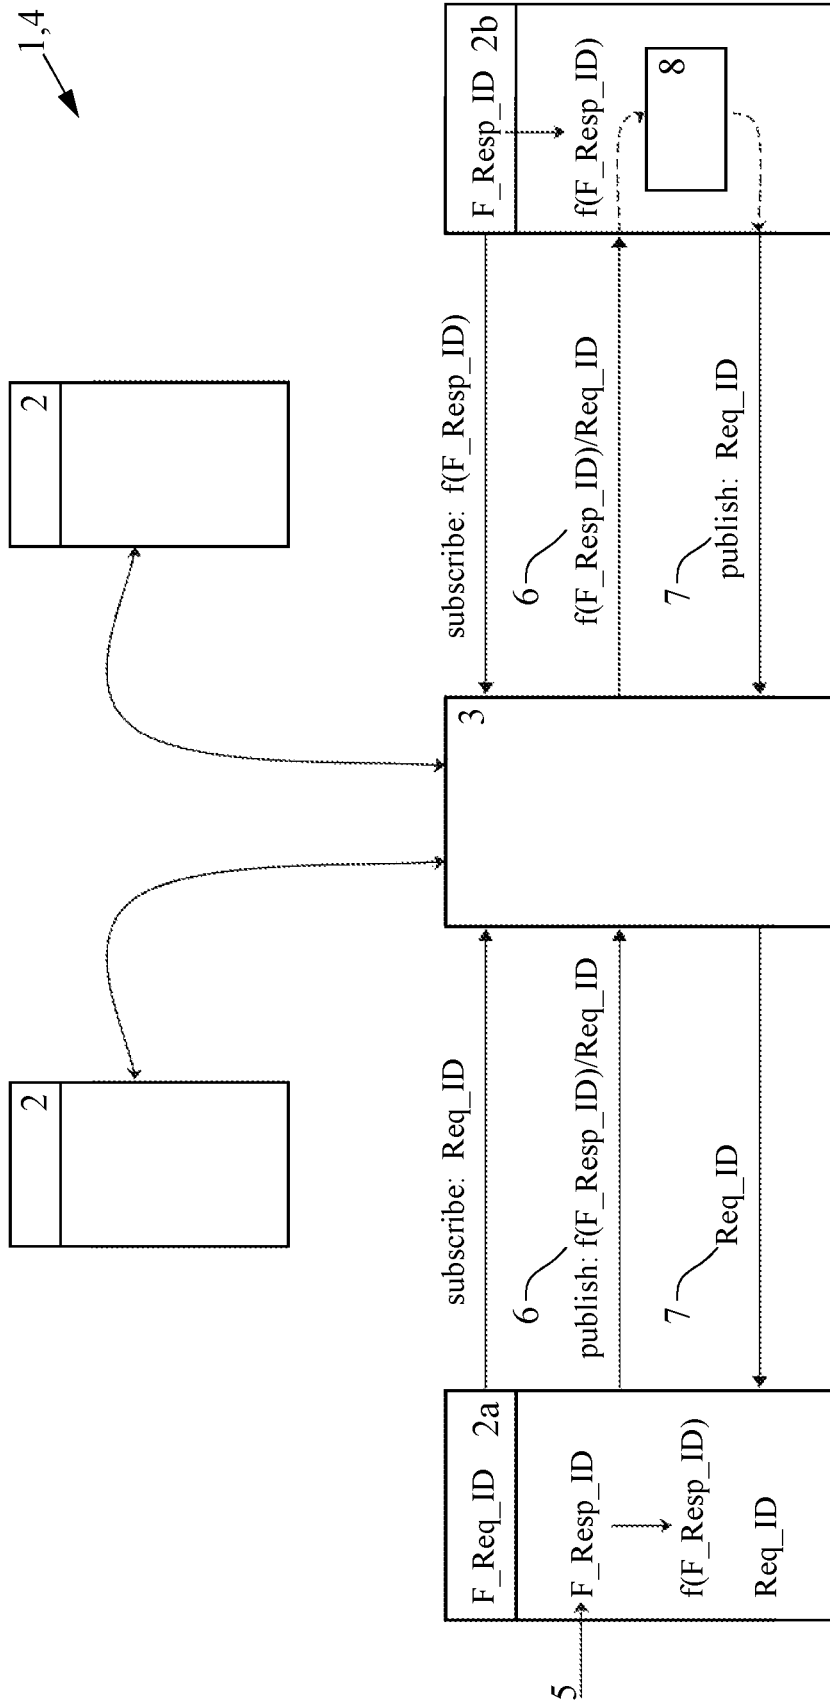 1,4
2
2
F_Req_ID 2a
5
F_Resp_ID
f(F_Resp_ID)
Req_ID
subscribe: Req_ID
6
publish: f(F_Resp_ID)/Req_ID
7
Req_ID
3
subscribe: f(F_Resp_ID)
6
f(F_Resp_ID)/Req_ID
7
publish: Req_ID
F_Resp_ID 2b
f(F_Resp_ID)
8